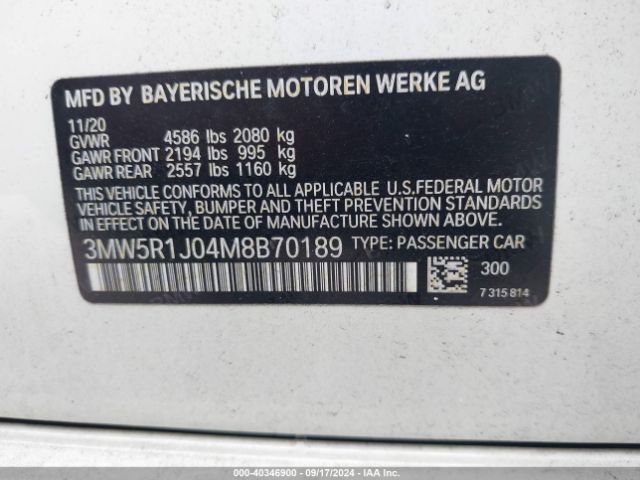 MFD BY BAYERISCHE MOTOREN WERKE AG
11/20
GVWR 4586 lbs 2080 kg
GAWR FRONT 2194 lbs 995 kg
GAWR REAR 2557 lbs 1160 kg
THIS VEHICLE CONFORMS TO ALL APPLICABLE U.S.FEDERAL MOTOR
VEHICLE SAFETY, BUMPER AND THEFT PREVENTION STANDARDS
IN EFFECT ON THE DATE OF MANUFACTURE SHOWN ABOVE.
3MW5R1J04M8B70189 TYPE: PASSENGER CAR
300
7 315 814
000-40346900 - 09/17/2024 - IAA Inc.